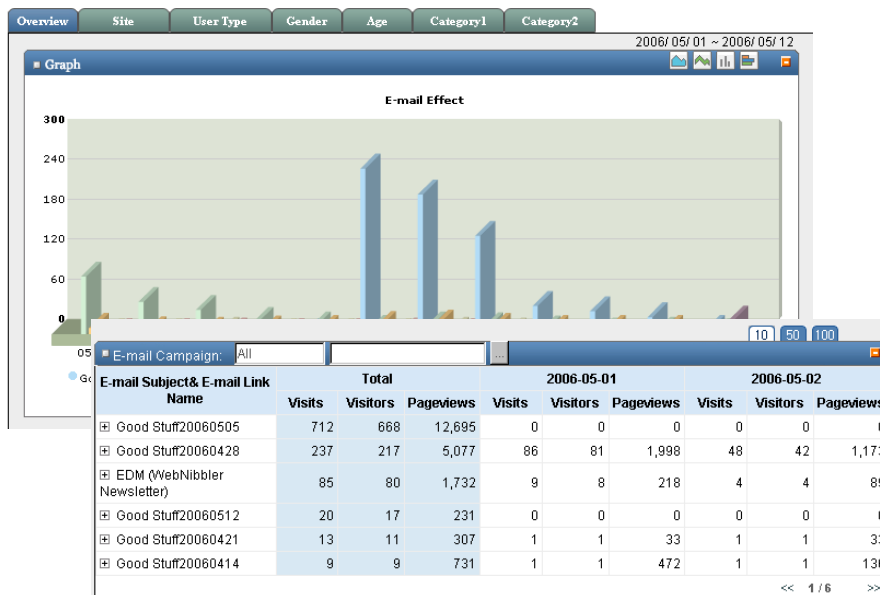 Overview Site User Type Gender Age Category1 Category2
2006/05/01 ~ 2006/05/12
Graph
E-mail Effect
300
240
180
120
60
0
05
10 50 100
E-mail Campaign: All ...
E-mail Subject& E-mail Link Name Total 2006-05-01 2006-05-02
Visits Visitors Pageviews Visits Visitors Pageviews Visits Visitors Pageviews
Good Stuff20060505 712 668 12,695 0 0 0 0 0
Good Stuff20060428 237 217 5,077 86 81 1,998 48 42
EDM (WebNibbler Newsletter) 85 80 1,732 9 8 218 4 4
Good Stuff20060512 20 17 231 0 0 0 0 0
Good Stuff20060421 13 11 307 1 1 33 1 1
Good Stuff20060414 9 9 731 1 1 472 1 1
<< 1 / 6 >>